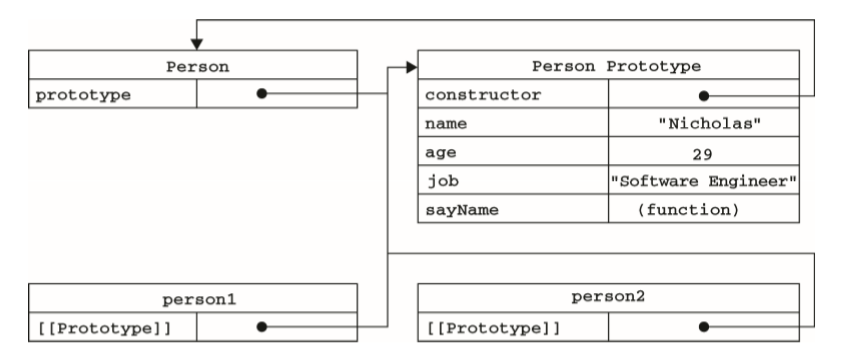 Person
prototype
Person Prototype
constructor
name "Nicholas"
age 29
job "Software Engineer"
sayName (function)
person1
[[Prototype]]
person2
[[Prototype]]